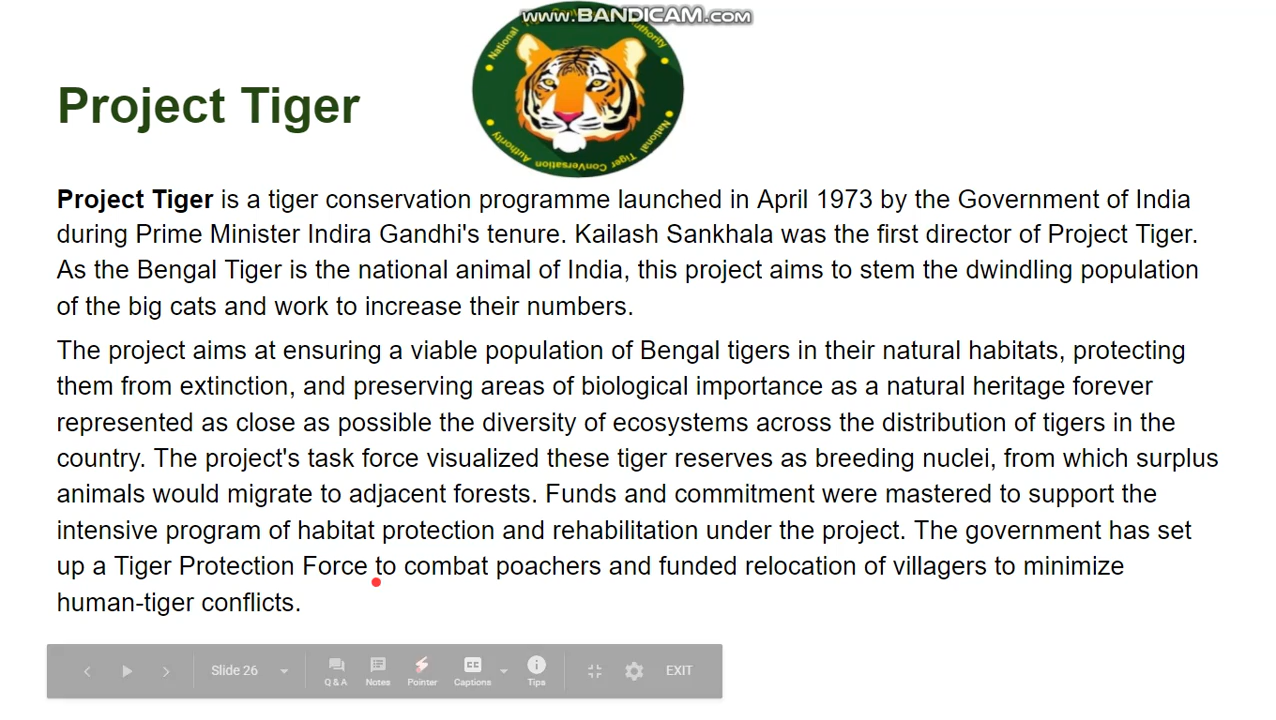 www.BANDICAM.com
National Tiger Conv Authority
National Tiger Conversation Authority
Project Tiger
Project Tiger is a tiger conservation programme launched in April 1973 by the Government of India
during Prime Minister Indira Gandhi's tenure. Kailash Sankhala was the first director of Project Tiger.
As the Bengal Tiger is the national animal of India, this project aims to stem the dwindling population
of the big cats and work to increase their numbers.
The project aims at ensuring a viable population of Bengal tigers in their natural habitats, protecting
them from extinction, and preserving areas of biological importance as a natural heritage forever
represented as close as possible the diversity of ecosystems across the distribution of tigers in the
country. The project's task force visualized these tiger reserves as breeding nuclei, from which surplus
animals would migrate to adjacent forests. Funds and commitment were mastered to support the
intensive program of habitat protection and rehabilitation under the project. The government has set
up a Tiger Protection Force to combat poachers and funded relocation of villagers to minimize
human-tiger conflicts.
Slide 26
Q & A Notes Pointer CC Captions Tips EXIT